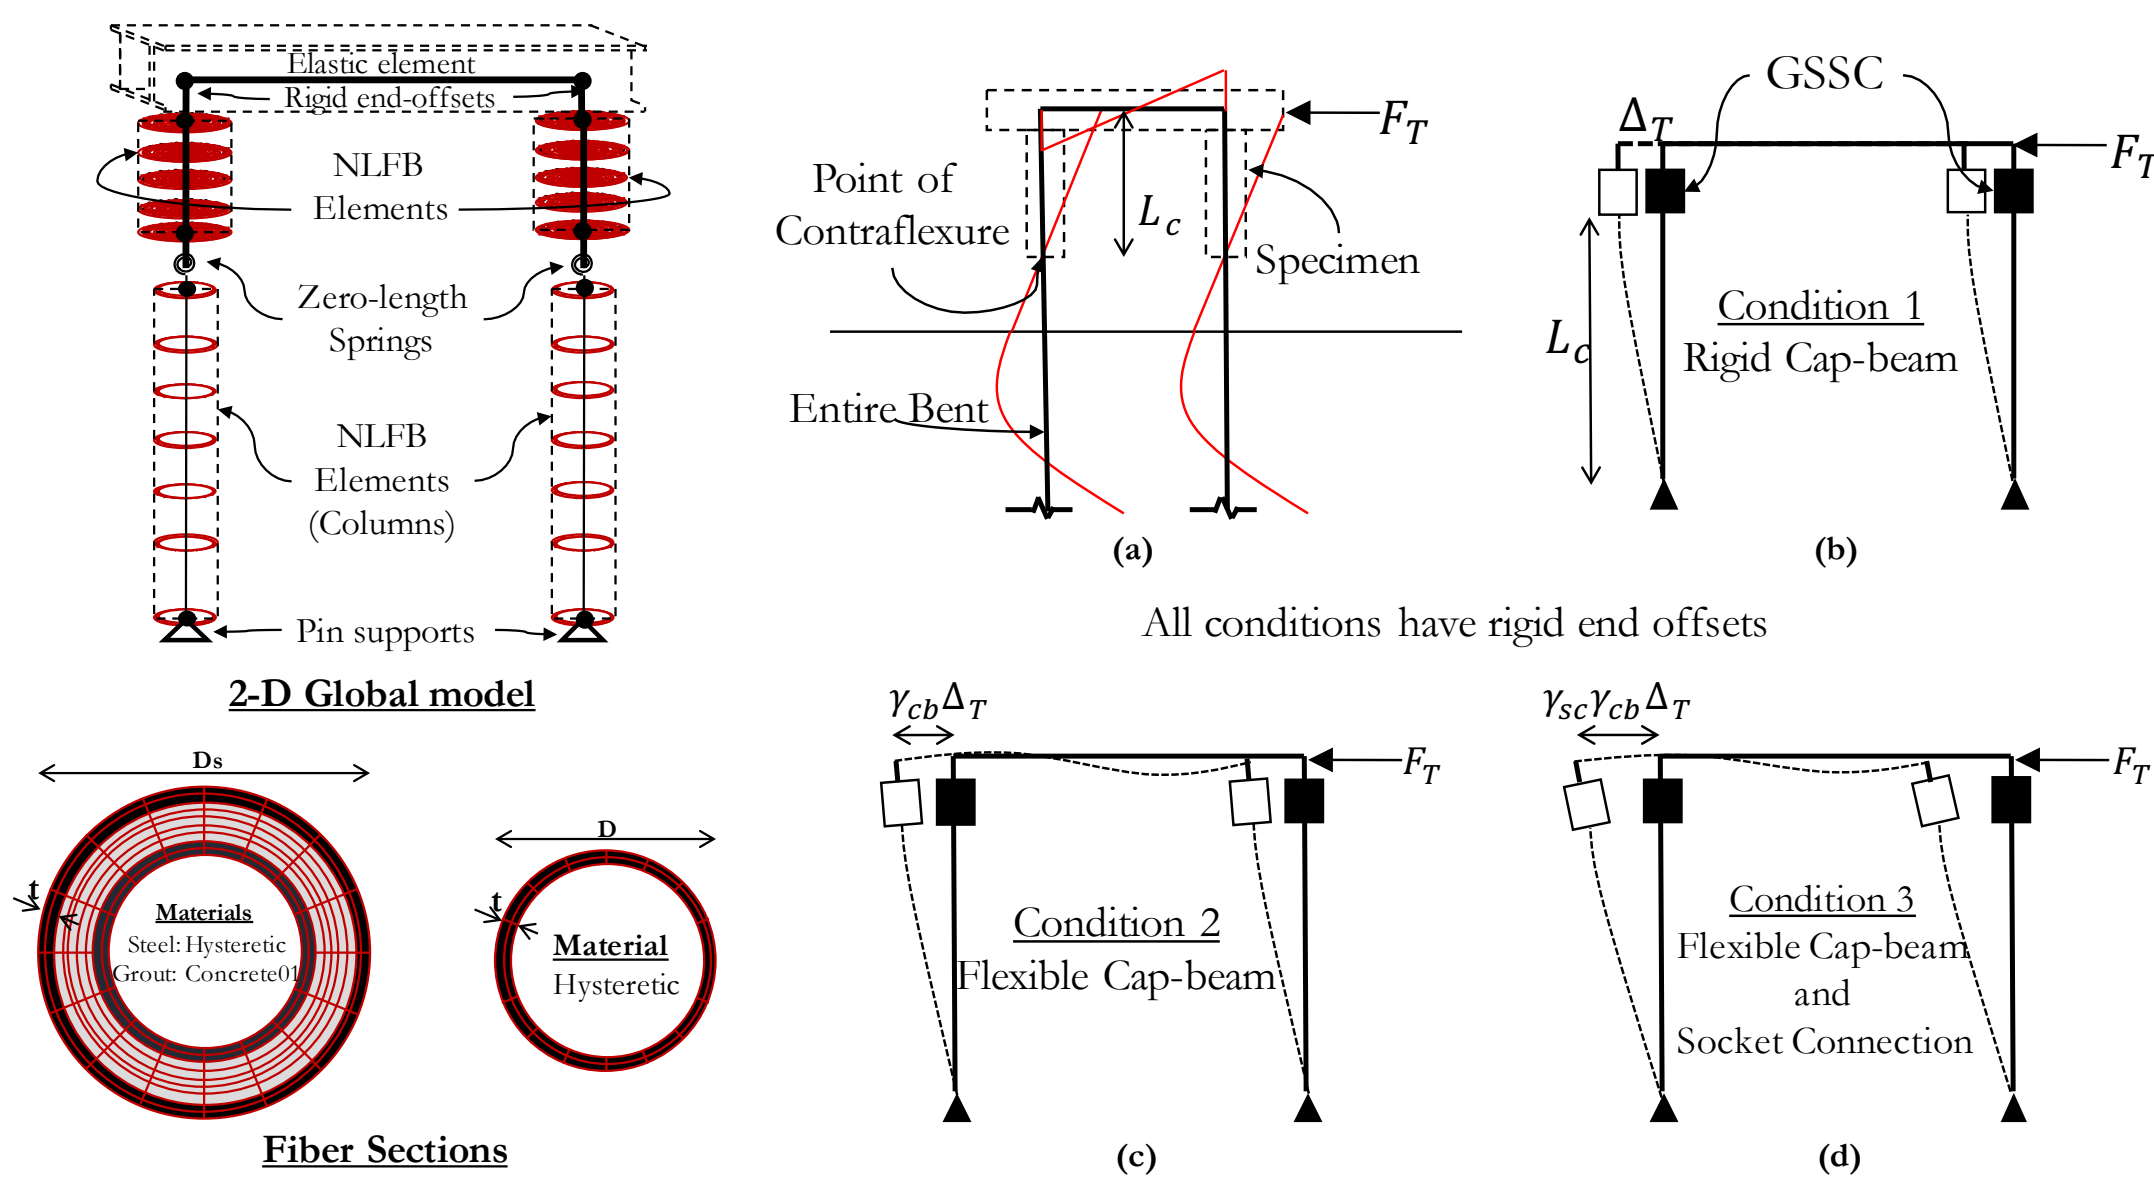 Elastic element
Rigid end-offsets
NLFB
Elements
Zero-length
Springs
NLFB
Elements
(Columns)
Pin supports
2-D Global model
Ds
t
Materials
Steel: Hysteretic
Grout: Concrete01
D
t
Material
Hysteretic
Fiber Sections
F_T
Point of
Contraflexure
L_c
Specimen
Entire Bent
(a)
GSSC
Δ_T
F_T
L_c
Condition 1
Rigid Cap-beam
(b)
All conditions have rigid end offsets
γ_cb Δ_T
F_T
Condition 2
Flexible Cap-beam
(c)
γ_sc γ_cb Δ_T
F_T
Condition 3
Flexible Cap-beam
and
Socket Connection
(d)